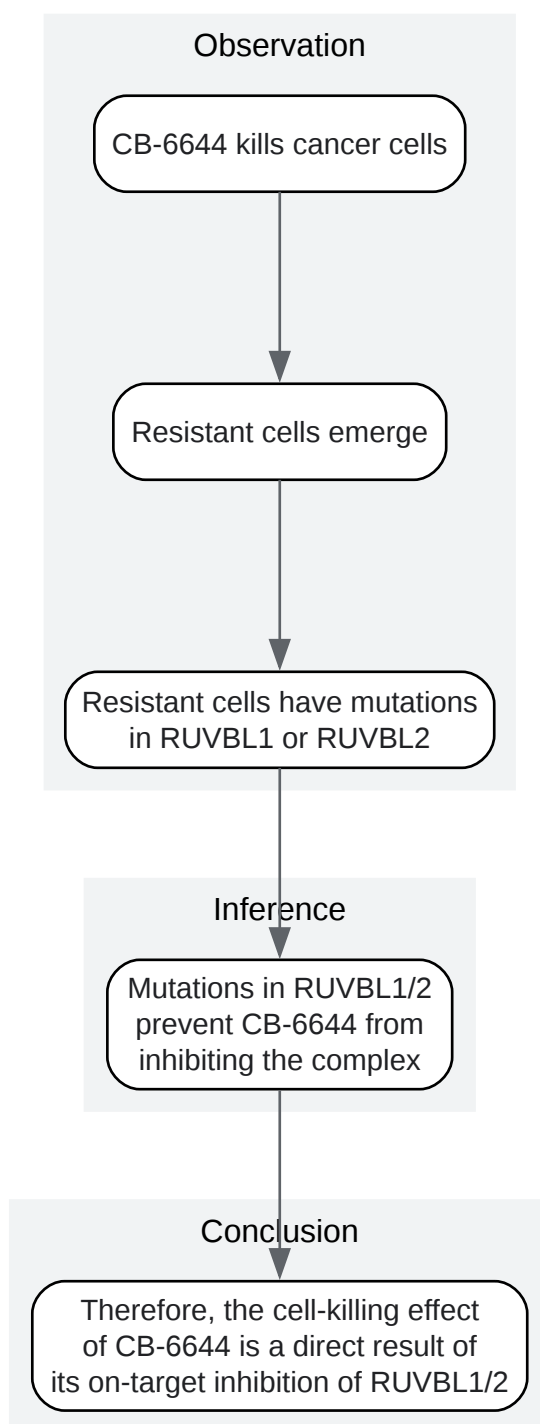 Observation
CB-6644 kills cancer cells
Resistant cells emerge
Resistant cells have mutations
in RUVBL1 or RUVBL2
Inference
Mutations in RUVBL1/2
prevent CB-6644 from
inhibiting the complex
Conclusion
Therefore, the cell-killing effect
of CB-6644 is a direct result of
its on-target inhibition of RUVBL1/2